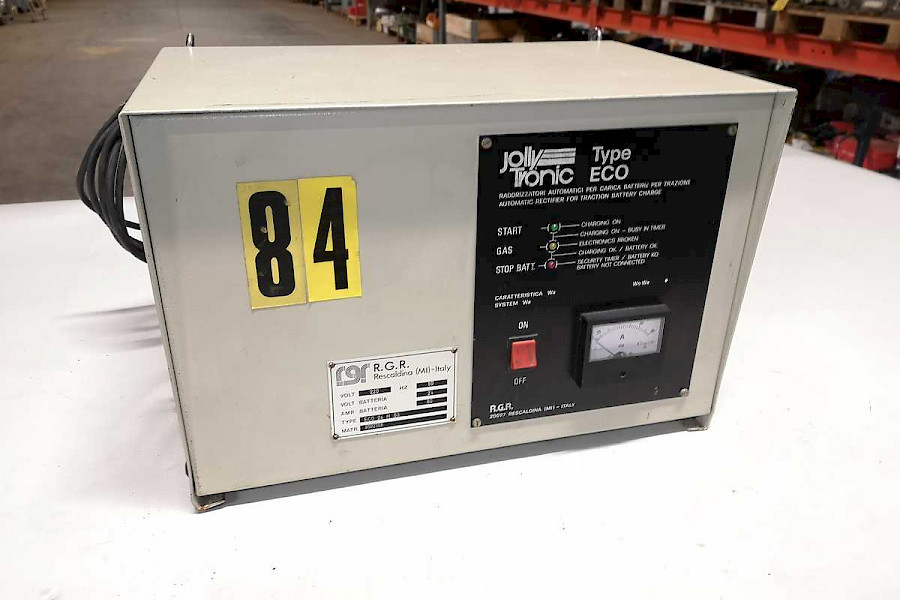 84
Jolly Tronic
Type ECO
RADDRIZZATORI AUTOMATICI PER CARICA BATTERIE PER TRAZIONE
AUTOMATIC RECTIFIER FOR TRACTION BATTERY CHARGE
START
CHARGING ON
CHARGING ON - BUSY IN TIMER
GAS
ELECTRONICS BROKEN
CHARGING OK / BATTERY OK
STOP BATT.
SECURITY TIMER / BATTERY KO
BATTERY NOT CONNECTED
CARATTERISTICA Wa
SYSTEM Wa
WoWa
ON
OFF
A
R.G.R.
20027 RESCALDINA (MI) - ITALY
rgr R.G.R.
Rescaldina (MI)-Italy
VOLT HZ
VOLT BATTERIA 24
AMP. BATTERIA
TYPE
MATR.